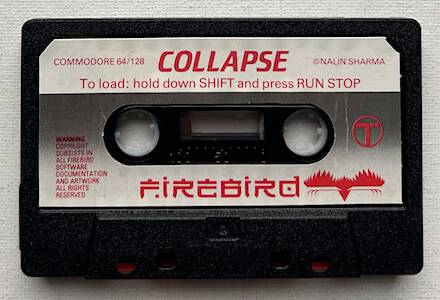 COMMODORE 64/128 COLLAPSE ©NALIN SHARMA
To load: hold down SHIFT and press RUN STOP
WARNING
COPYRIGHT
SUBSISTS IN
ALL FIREBIRD
SOFTWARE
DOCUMENTATION
AND ARTWORK
ALL RIGHTS
RESERVED
FIREBIRD